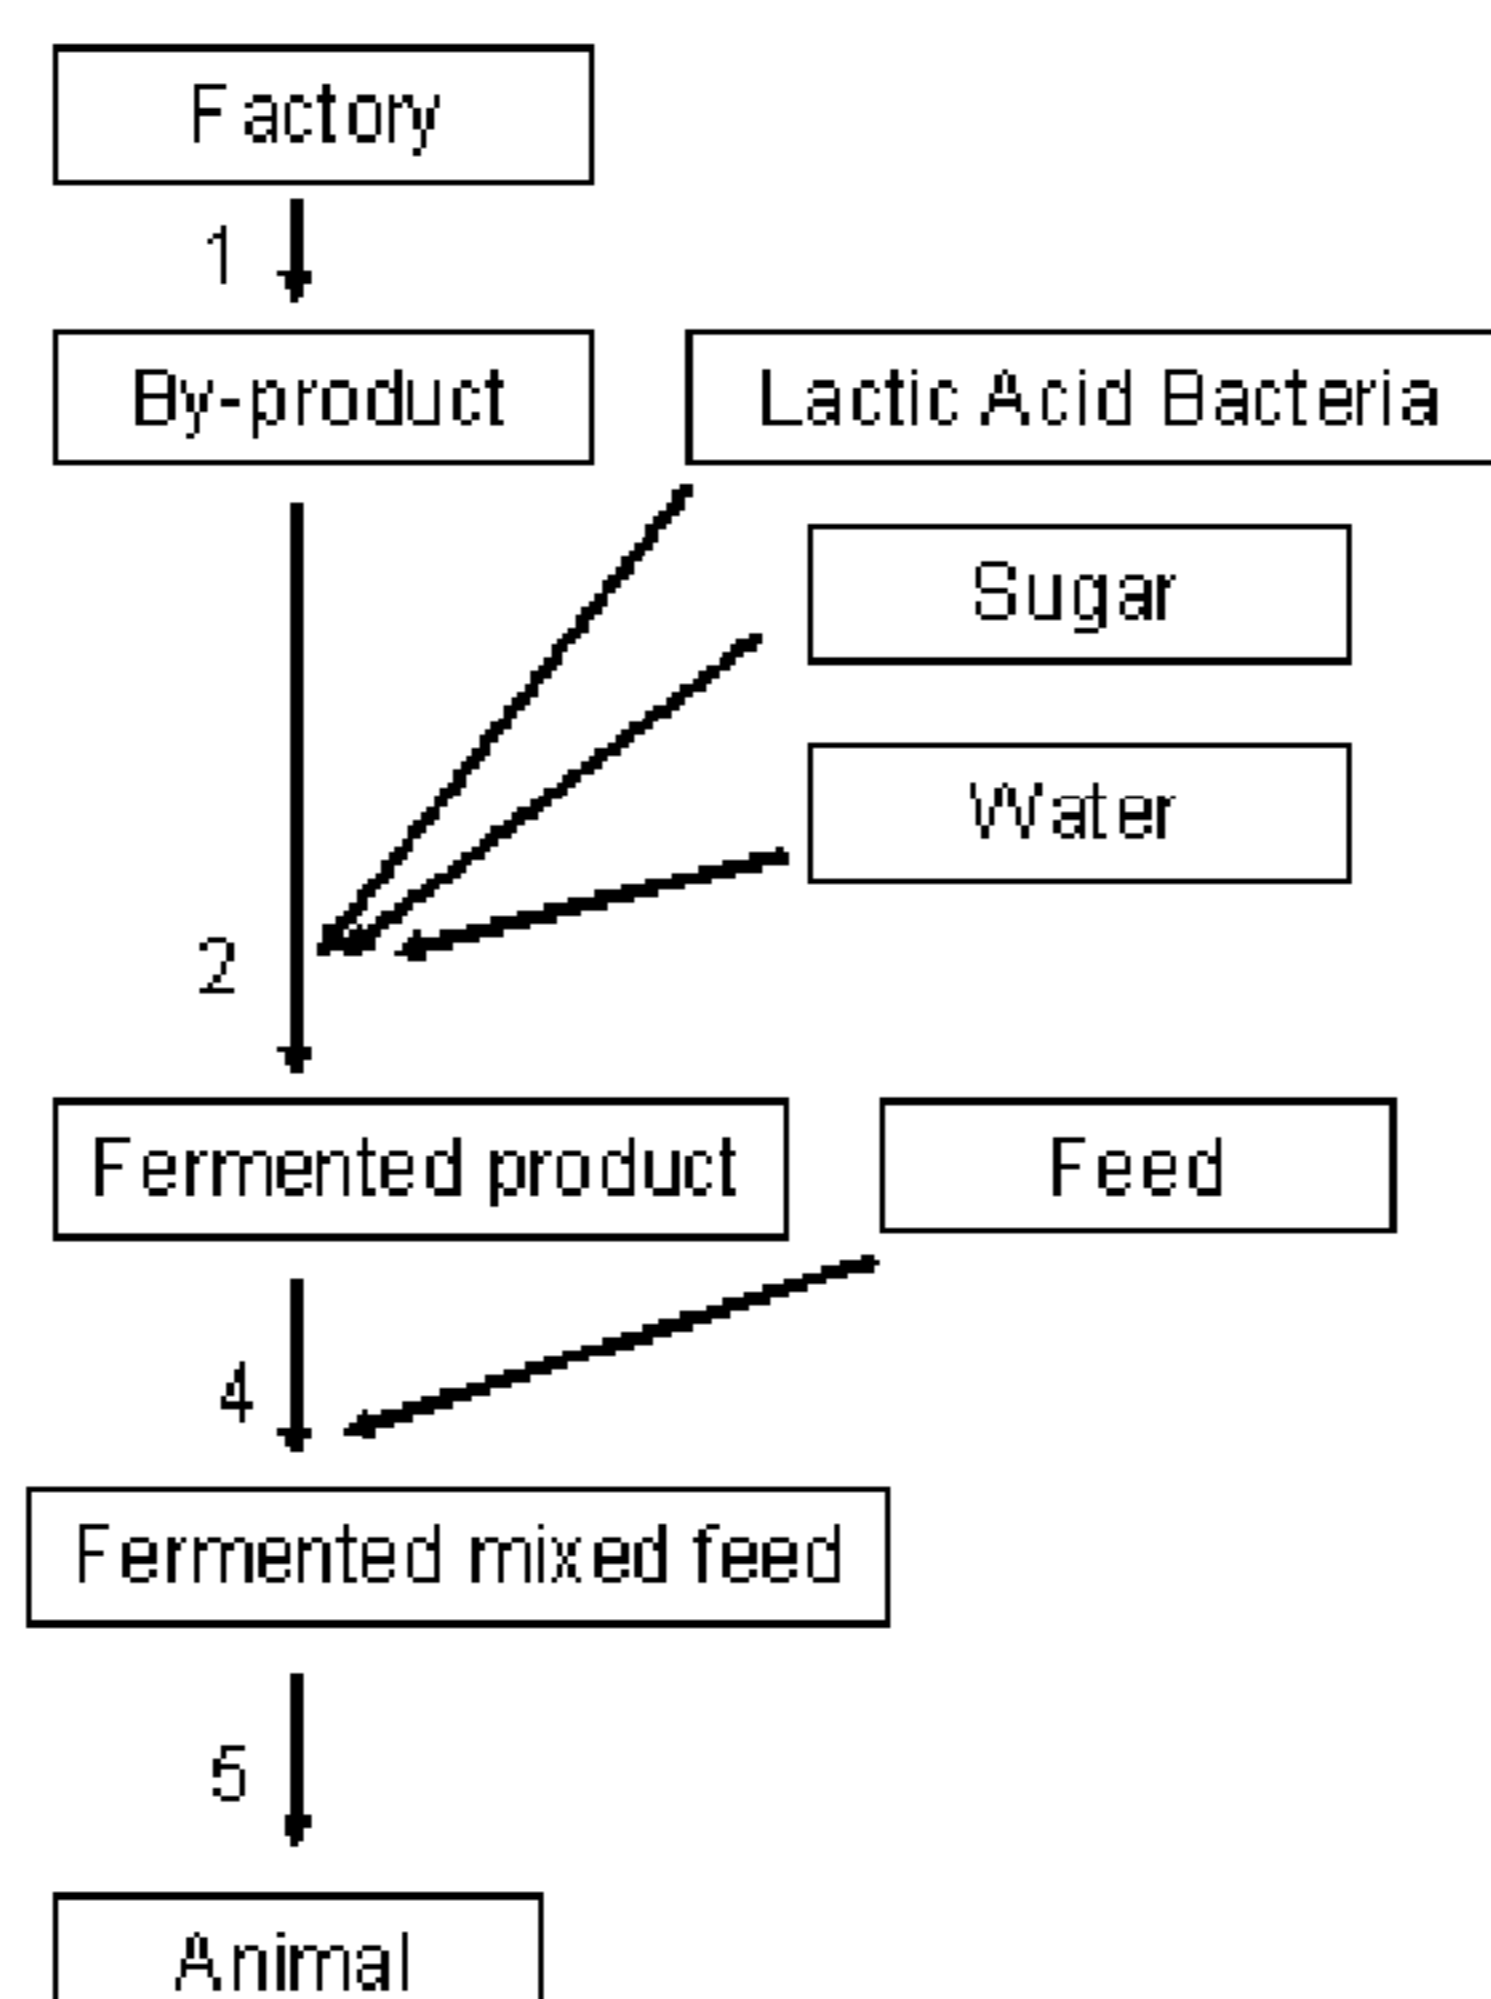 Factory
1
By-product
Lactic Acid Bacteria
Sugar
Water
2
Fermented product
Feed
4
Fermented mixed feed
5
Animal